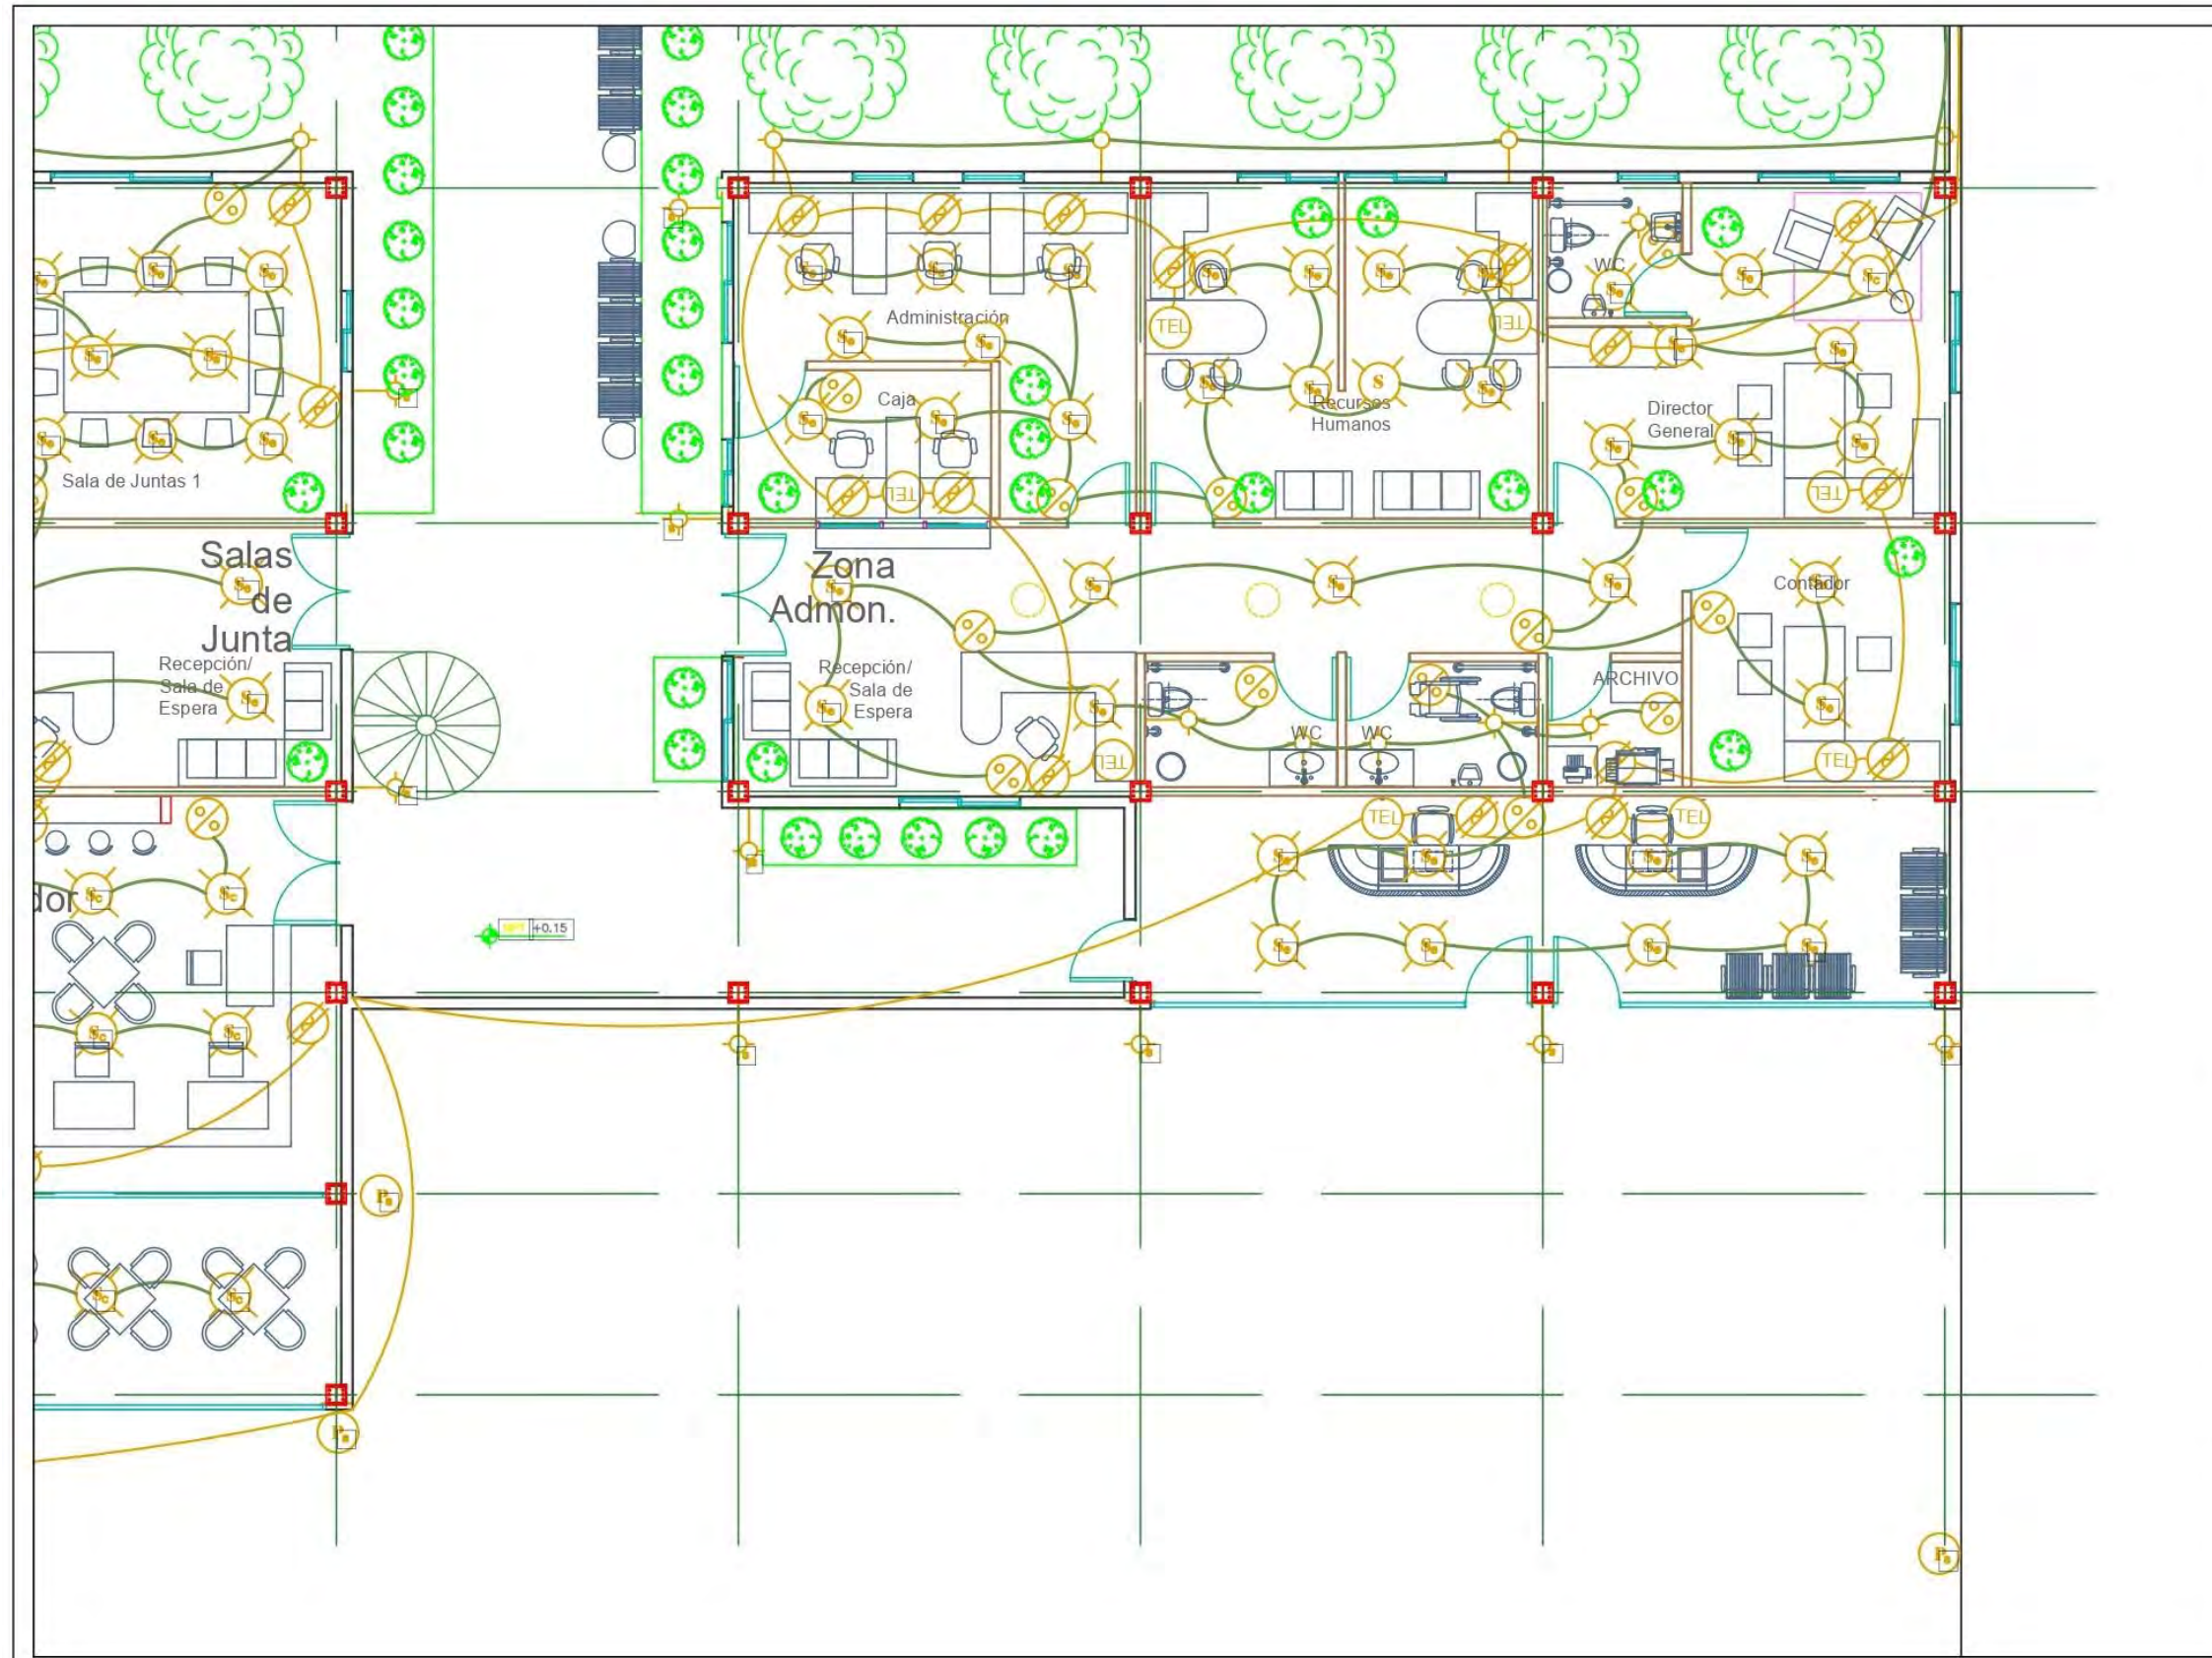 Administración
WC
TEL
TEL
Caja
Recurses
Humanos
Director
General
Sala de Juntas 1
TEL
TEL
Salas
de
Junta
Zona
Admon.
Contador
Recepción/
Sala de
Espera
Recepción/
Sala de
Espera
ARCHIVO
WC
WC
TEL
TEL
TEL
TEL
dor
+0.15